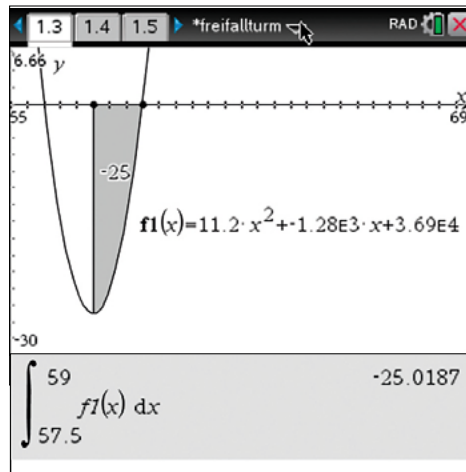 1.3 1.4 1.5 *freifallturm RAD
6.66 y
x
55 69
-25
f1(x)=11.2·x²+-1.28E3·x+3.69E4
-30
∫ 59 57.5 f1(x) dx -25.0187